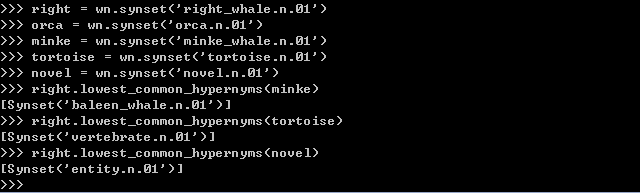 >>> right = wn.synset('right_whale.n.01')
>>> orca = wn.synset('orca.n.01')
>>> minke = wn.synset('minke_whale.n.01')
>>> tortoise = wn.synset('tortoise.n.01')
>>> novel = wn.synset('novel.n.01')
>>> right.lowest_common_hypernyms(minke)
[Synset('baleen_whale.n.01')]
>>> right.lowest_common_hypernyms(tortoise)
[Synset('vertebrate.n.01')]
>>> right.lowest_common_hypernyms(novel)
[Synset('entity.n.01')]
>>>